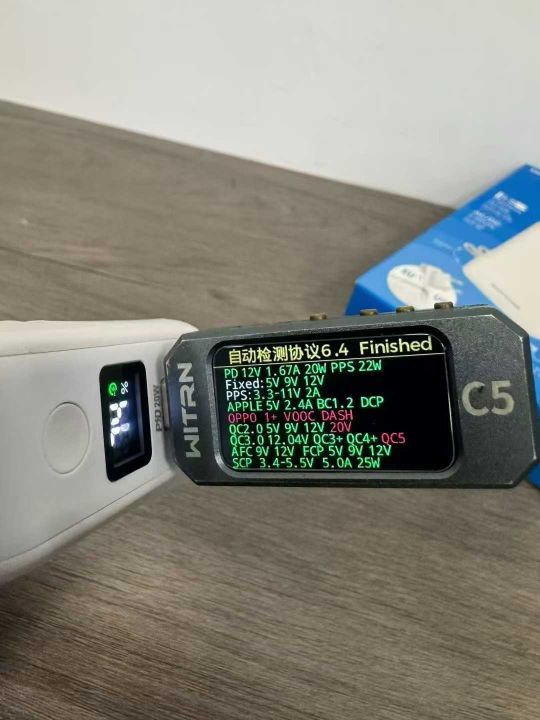 自动检测协议6.4 Finished
PD 12V 1.67A 20W PPS 22W
Fixed:5V 9V 12V
PPS:3.3-11V 2A
APPLE 5V 2.4A BC1.2 DCP
OPPO 1+ VOOC DASH
QC2.0 5V 9V 12V 20V
QC3.0 12.04V QC3+ QC4+ QC5
AFC 9V 12V FCP 5V 9V 12V
SCP 3.4-5.5V 5.0A 25W
WITRN
C5
PD20W
%